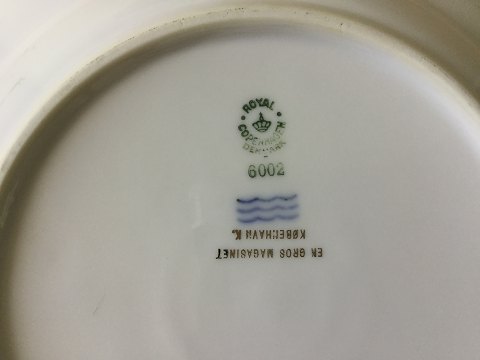 ROYAL
COPENHAGEN
DENMARK
6002
EN GROS MAGASINET
KØBENHAVN K.